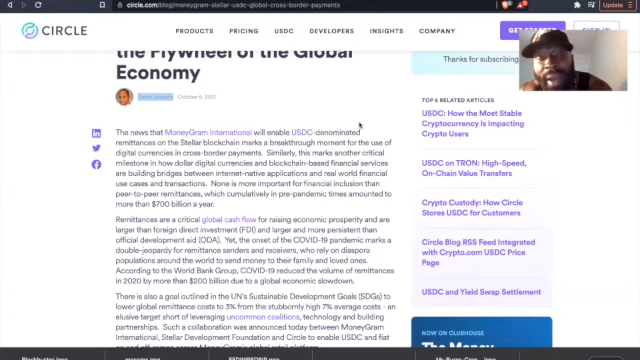 circle.com/blog/moneygram-stellar-usdc-global-cross-border-payments
Update
CIRCLE
PRODUCTS
PRICING
USDC
DEVELOPERS
INSIGHTS
COMPANY
GET STARTED
SIGN IN
the Flywheel of the Global
Economy
October 6, 2021
The news that MoneyGram International will enable USDC-denominated
remittances on the Stellar blockchain marks a breakthrough moment for the use of
digital currencies in cross-border payments. Similarly, this marks another critical
milestone in how dollar digital currencies and blockchain-based financial services
are building bridges between internet-native applications and real world financial
use cases and transactions. None is more important for financial inclusion than
peer-to-peer remittances, which cumulatively in pre-pandemic times amounted to
more than $700 billion a year.
Remittances are a critical global cash flow for raising economic prosperity and are
larger than foreign direct investment (FDI) and larger and more persistent than
official development aid (ODA). Yet, the onset of the COVID-19 pandemic marks a
double-jeopardy for remittance senders and receivers, who rely on diasporas
populations around the world to send money to their family and loved ones.
According to the World Bank Group, COVID-19 reduced the volume of remittances
in 2020 by more than $200 billion due to a global economic slowdown.
There is also a goal outlined in the UN's Sustainable Development Goals (SDGs) to
lower global remittance costs to 3% from the stubbornly high 7% average costs - an
elusive target short of leveraging uncommon coalitions, technology and building
partnerships. Such a collaboration was announced today between MoneyGram
International, Stellar Development Foundation and Circle to enable USDC and fiat
Thanks for subscribing
TOP 5 RELATED ARTICLES
USDC: How the Most Stable
Cryptocurrency Is Impacting
Crypto Users
USDC on TRON: High-Speed,
On-Chain Value Transfers
Crypto Custody: How Circle
Stores USDC for Customers
Circle Blog RSS Feed Integrated
with Crypto.com USDC Price
Page
USDC and Yield Swap Settlement
NOW ON CLUBHOUSE